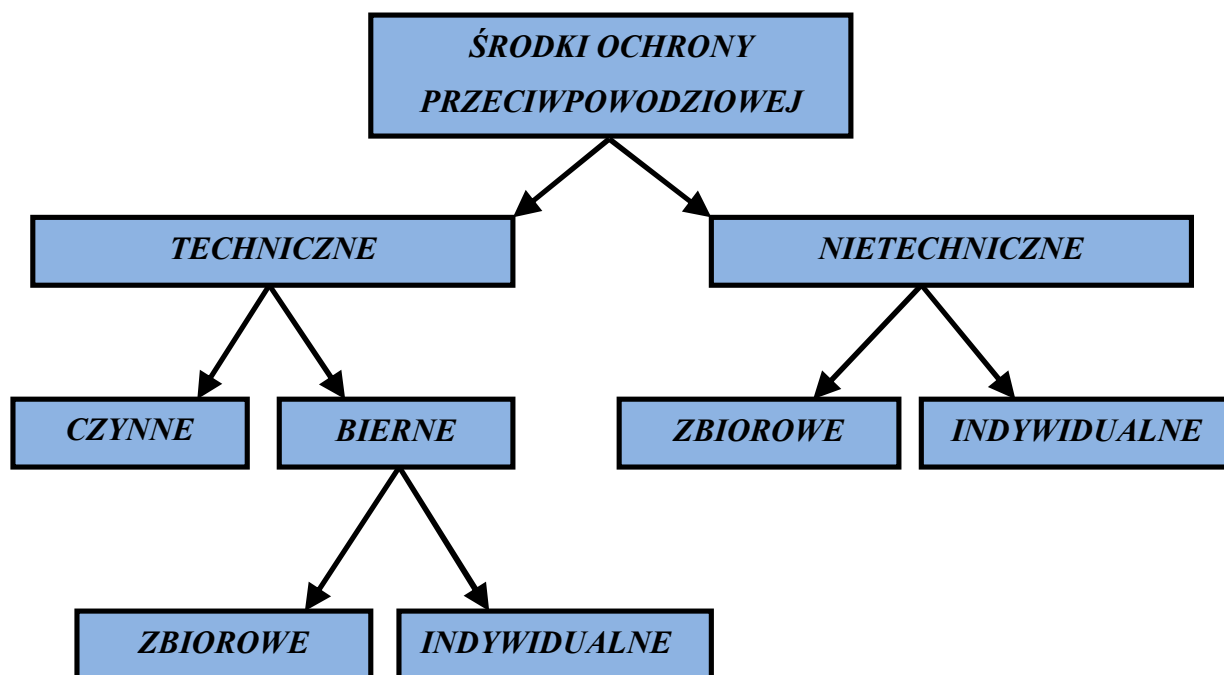 ŚRODKI OCHRONY
PRZECIWPOWODZIOWEJ
TECHNICZNE
NIETECHNICZNE
CZYNNE
BIERNE
ZBIOROWE
INDYWIDUALNE
ZBIOROWE
INDYWIDUALNE